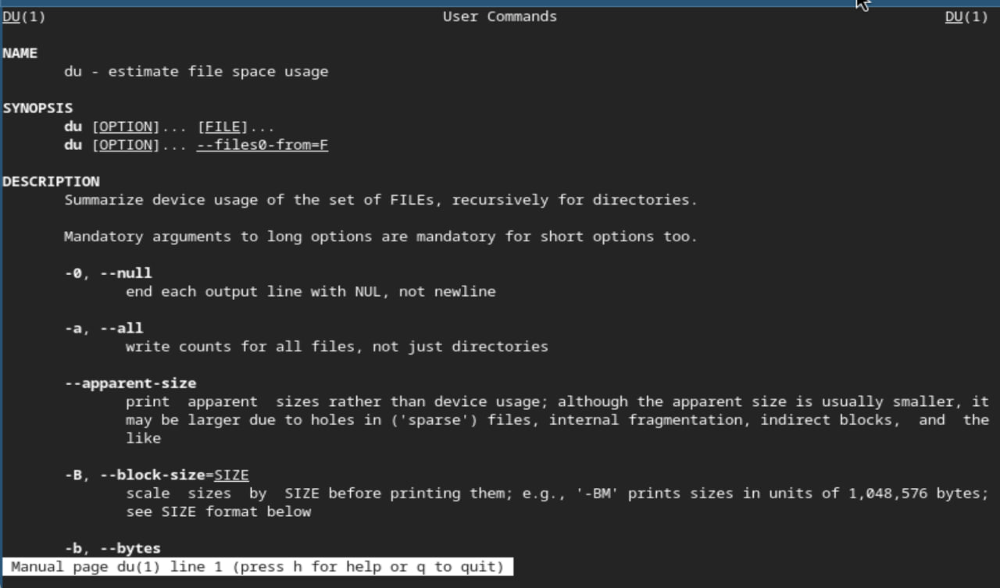 DU(1) User Commands DU(1)
NAME
du - estimate file space usage
SYNOPSIS
du [OPTION]... [FILE]...
du [OPTION]... --files0-from=F
DESCRIPTION
Summarize device usage of the set of FILEs, recursively for directories.
Mandatory arguments to long options are mandatory for short options too.
-0, --null
end each output line with NUL, not newline
-a, --all
write counts for all files, not just directories
--apparent-size
print apparent sizes rather than device usage; although the apparent size is usually smaller, it
may be larger due to holes in ('sparse') files, internal fragmentation, indirect blocks, and the
like
-B, --block-size=SIZE
scale sizes by SIZE before printing them; e.g., '-BM' prints sizes in units of 1,048,576 bytes;
see SIZE format below
-b, --bytes
Manual page du(1) line 1 (press h for help or q to quit)